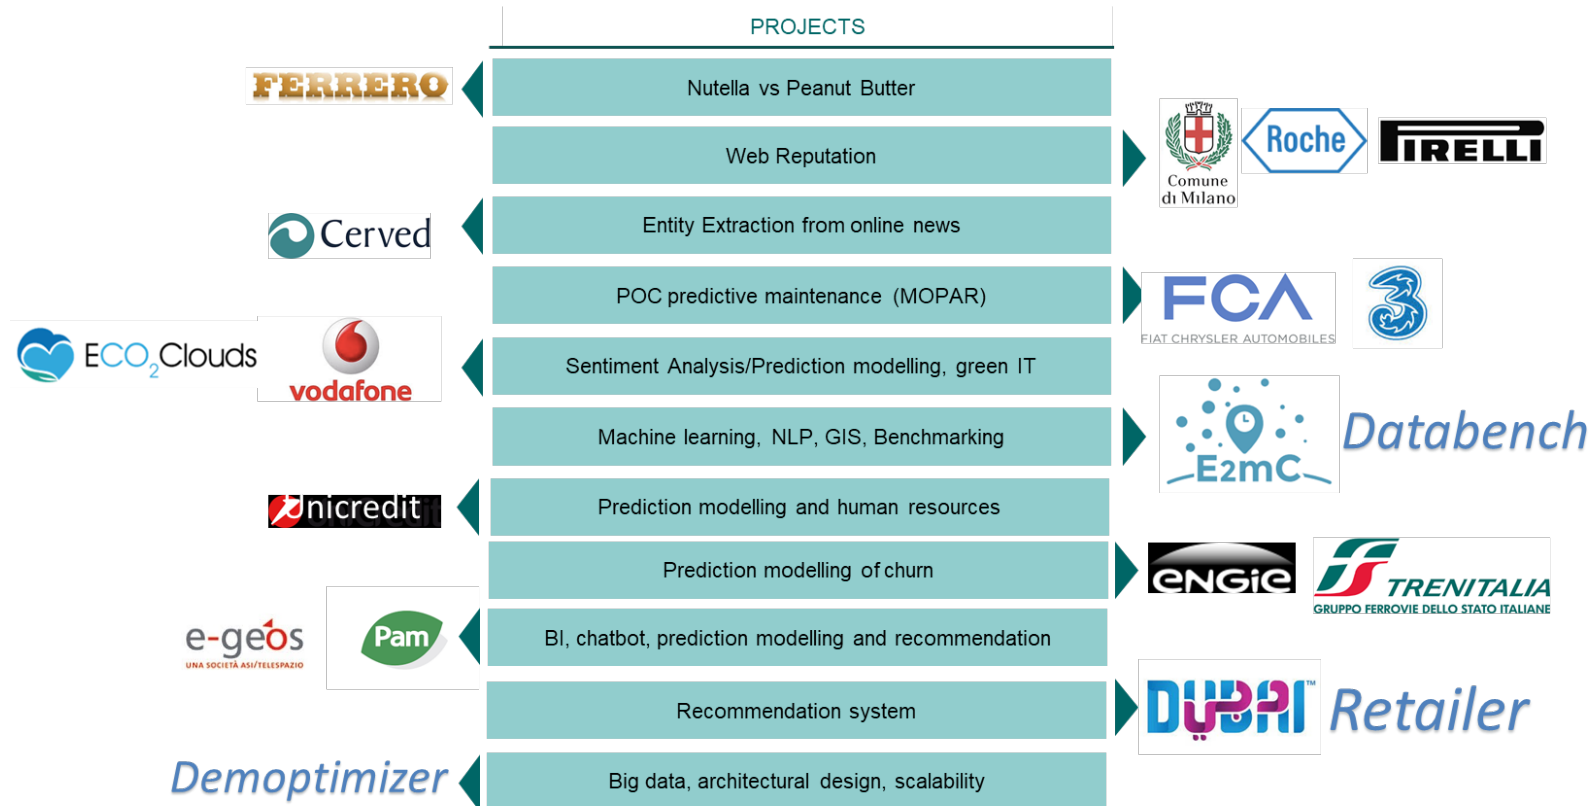 PROJECTS
FERRERO
Nutella vs Peanut Butter
Web Reputation
Comune
di Milano
Roche
PIRELLI
Cerved
Entity Extraction from online news
POC predictive maintenance (MOPAR)
FCA
FIAT CHRYSLER AUTOMOBILES
3
ECO2Clouds
vodafone
Sentiment Analysis/Prediction modelling, green IT
Machine learning, NLP, GIS, Benchmarking
E2mC
Databench
Unicredit
Prediction modelling and human resources
Prediction modelling of churn
ENGIE
TRENITALIA
GRUPPO FERROVIE DELLO STATO ITALIANE
e-geos
UNA SOCIETÀ ASI/TELESPAZIO
Pam
BI, chatbot, prediction modelling and recommendation
Recommendation system
DUBAI™
Retailer
Demoptimizer
Big data, architectural design, scalability